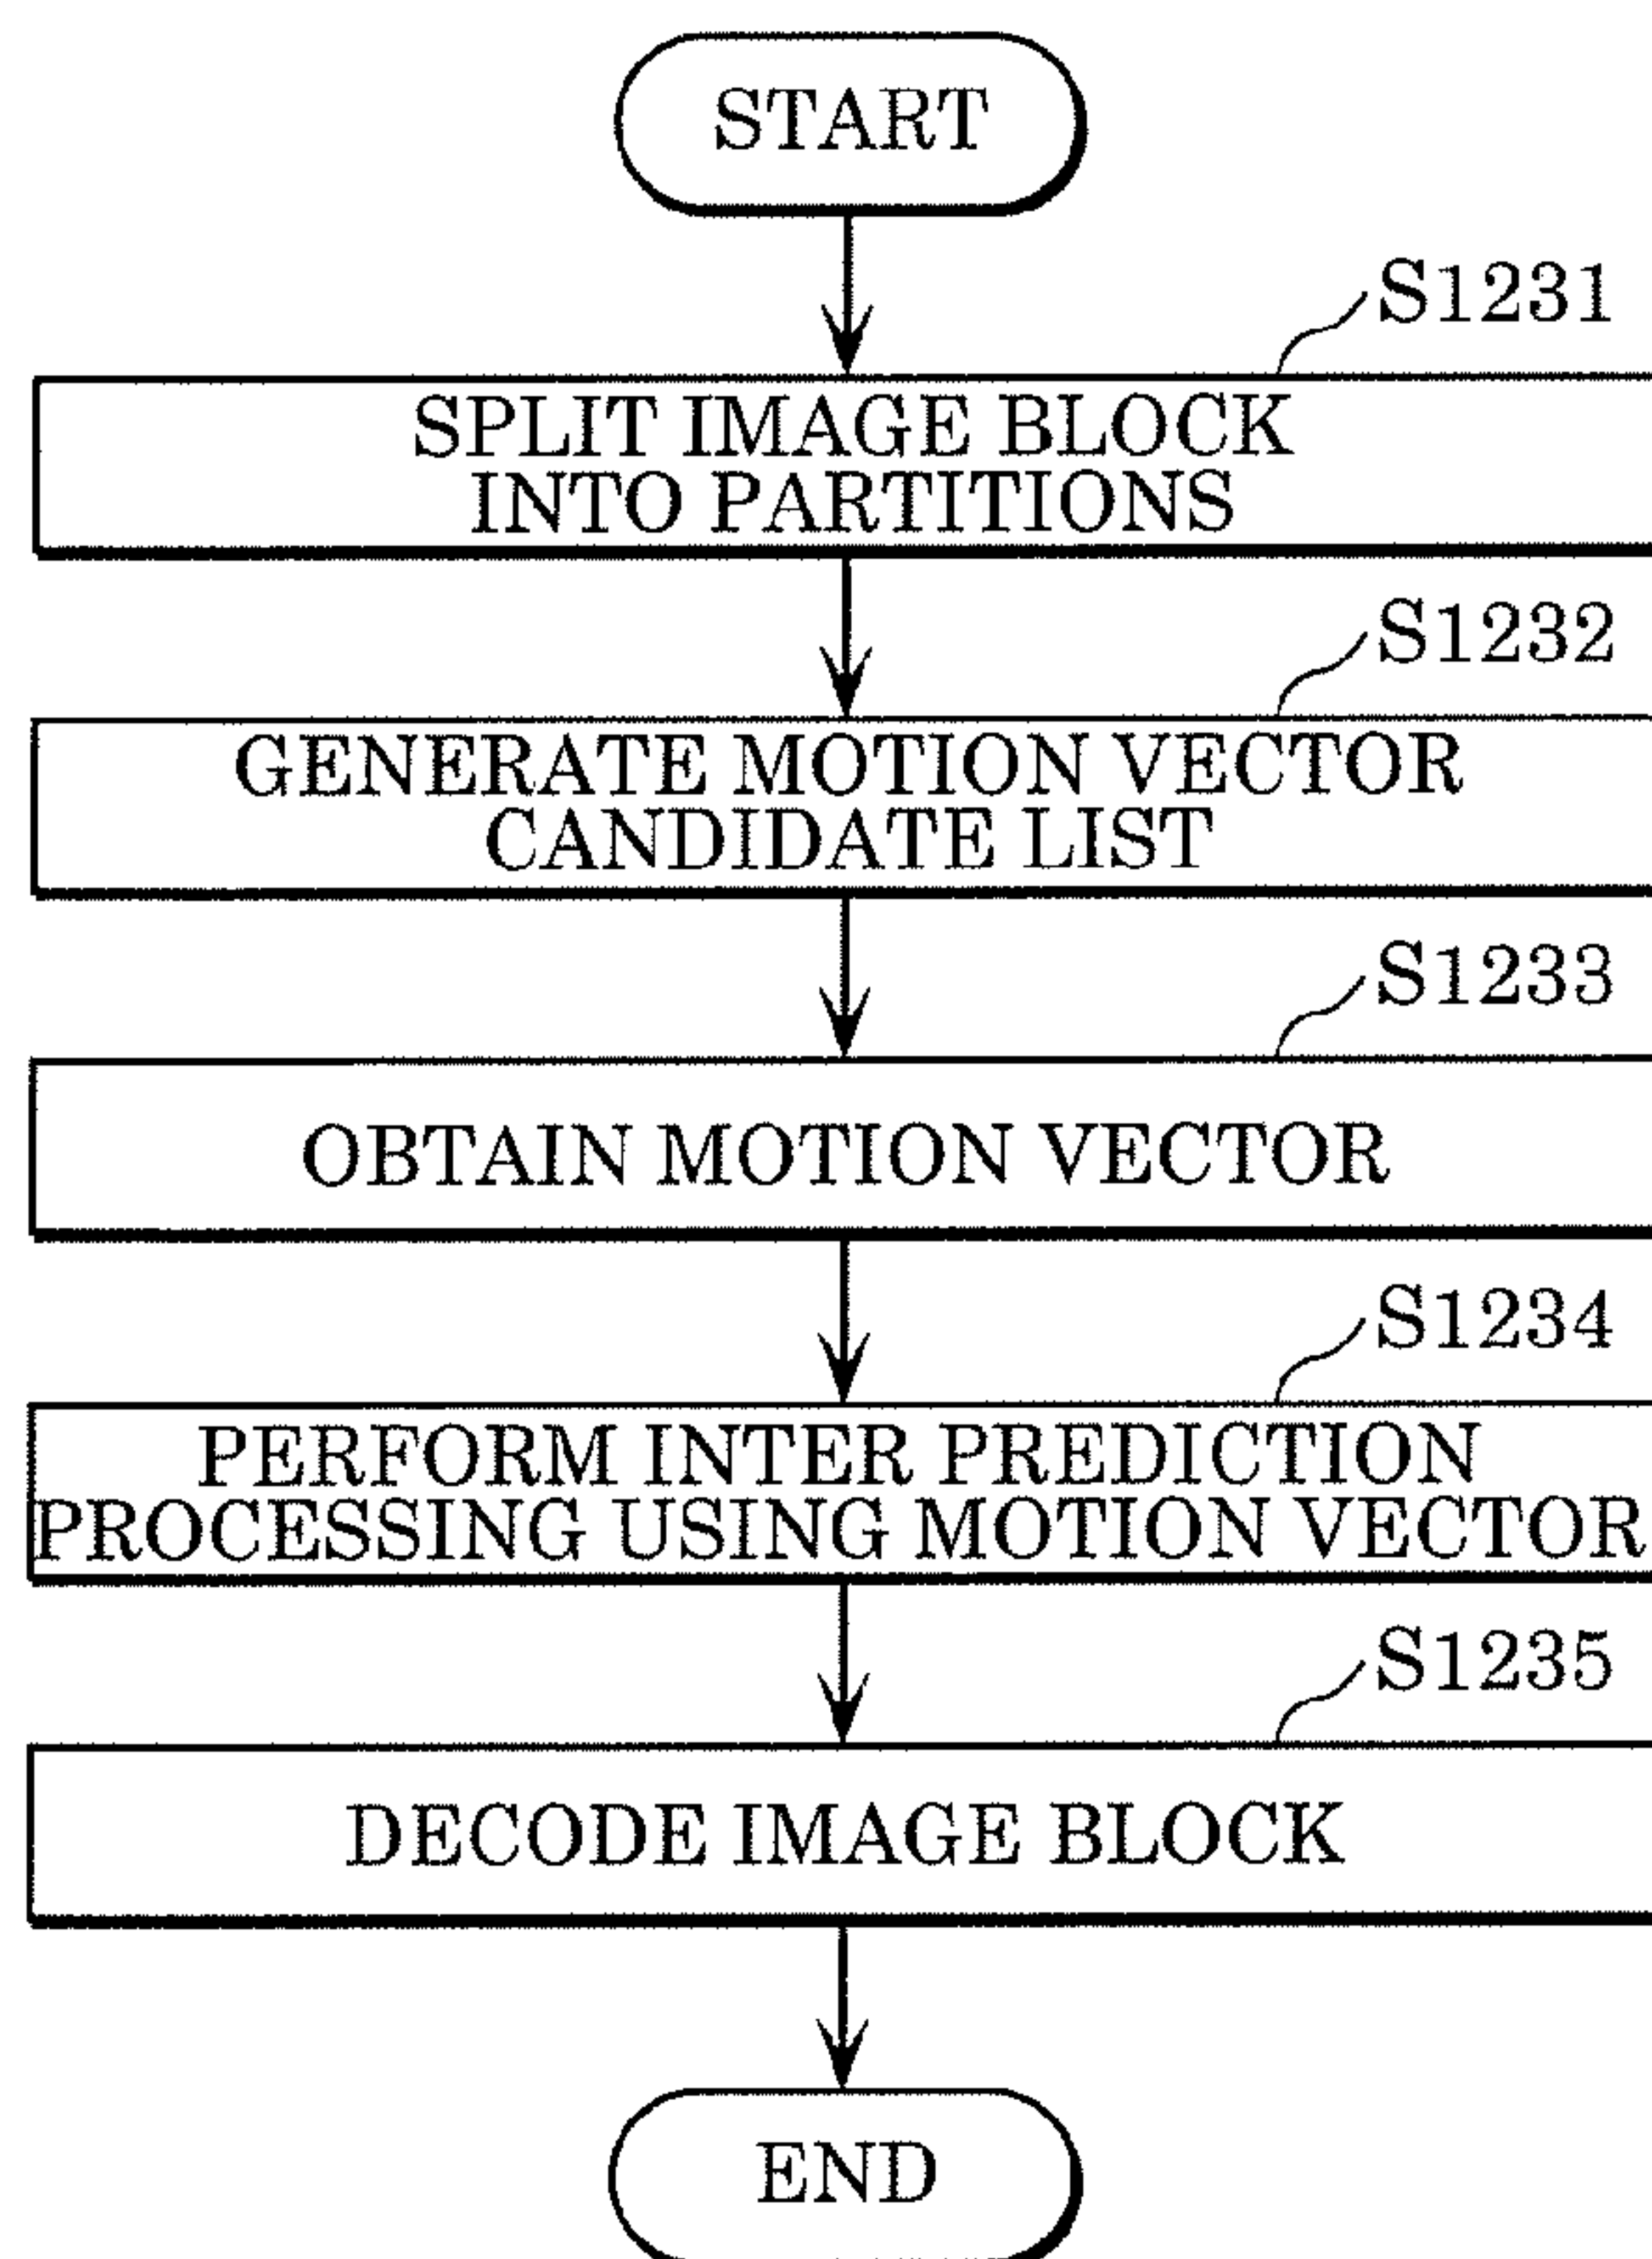 START
S1231
SPLIT IMAGE BLOCK
INTO PARTITIONS
S1232
GENERATE MOTION VECTOR
CANDIDATE LIST
S1233
OBTAIN MOTION VECTOR
S1234
PERFORM INTER PREDICTION
PROCESSING USING MOTION VECTOR
S1235
DECODE IMAGE BLOCK
END